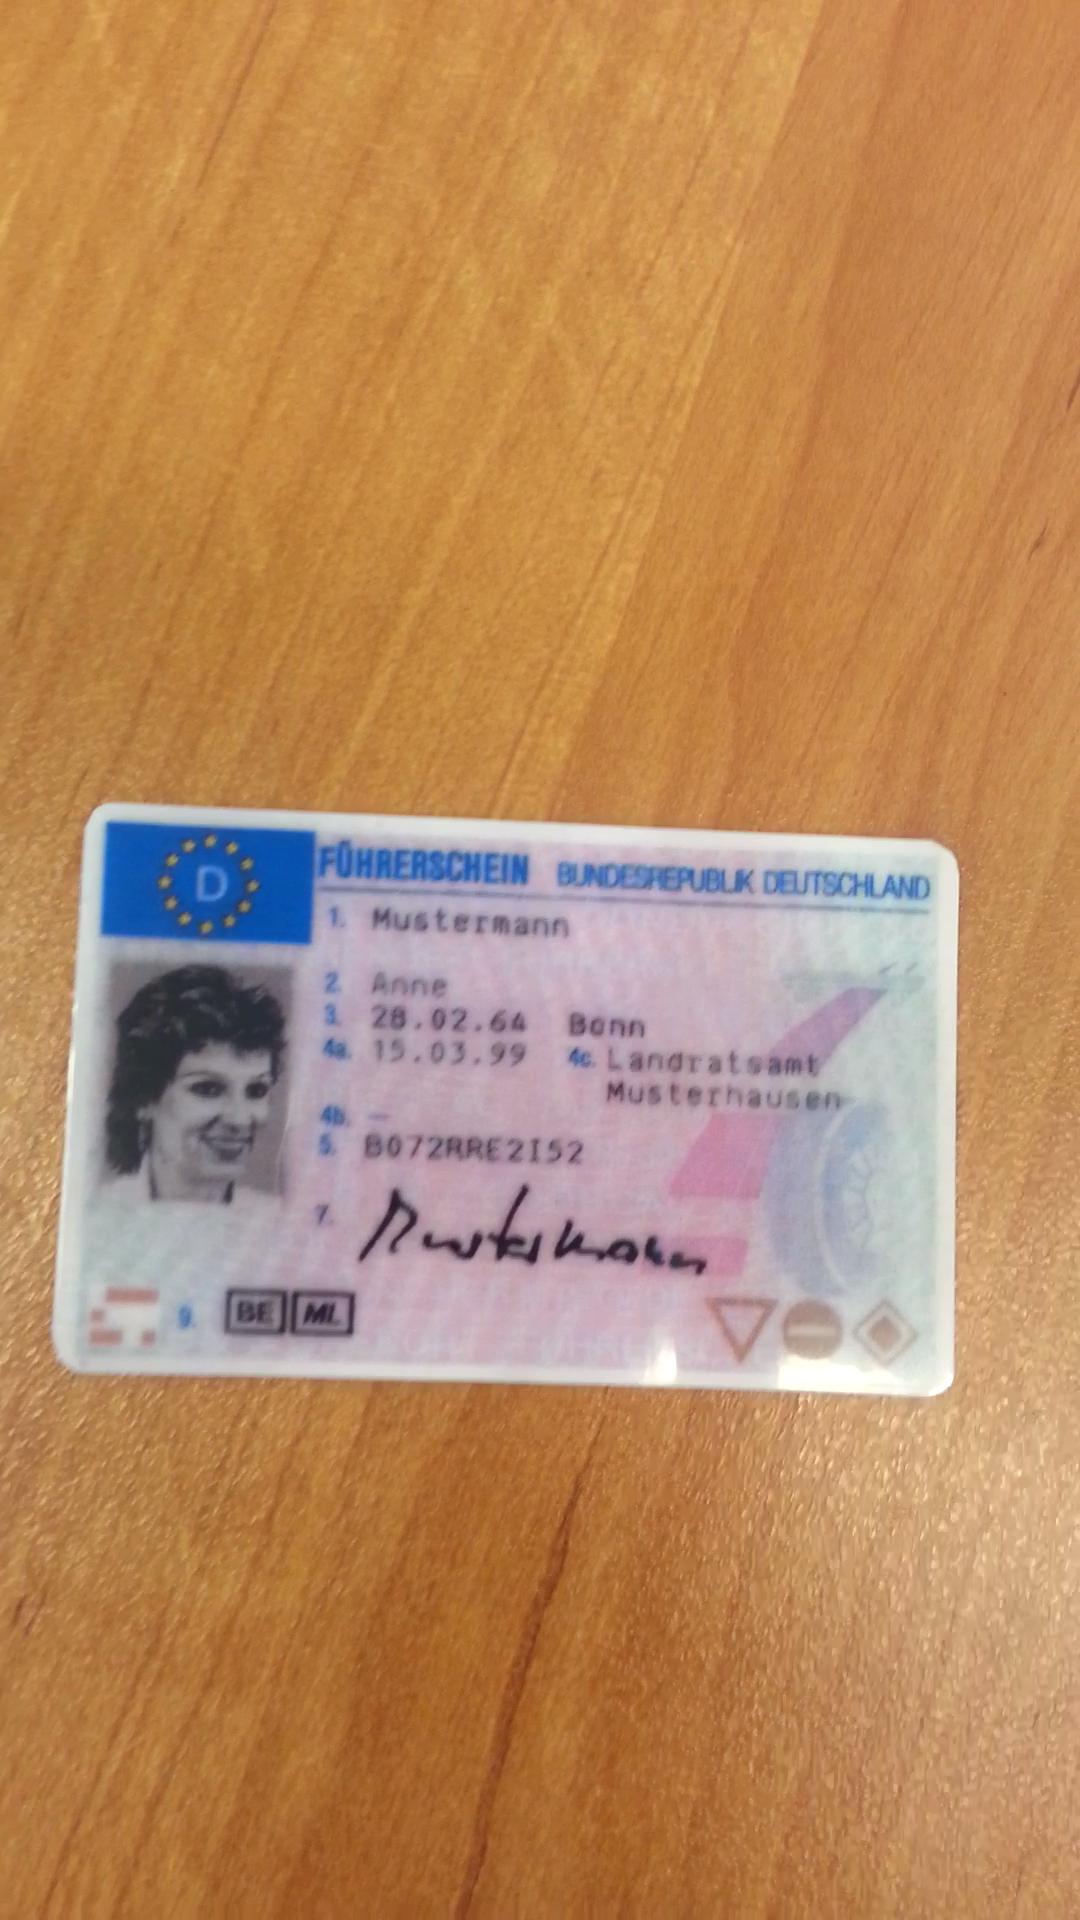 D
FÜHRERSCHEIN BUNDESREPUBLIK DEUTSCHLAND
1. Mustermann
2. Anne
3. 28.02.64 Bonn
4a. 15.03.99 4c. Landratsamt
Musterhausen
4b. —
5. B072RRE2I52
7. Mustermann
9. BE ML